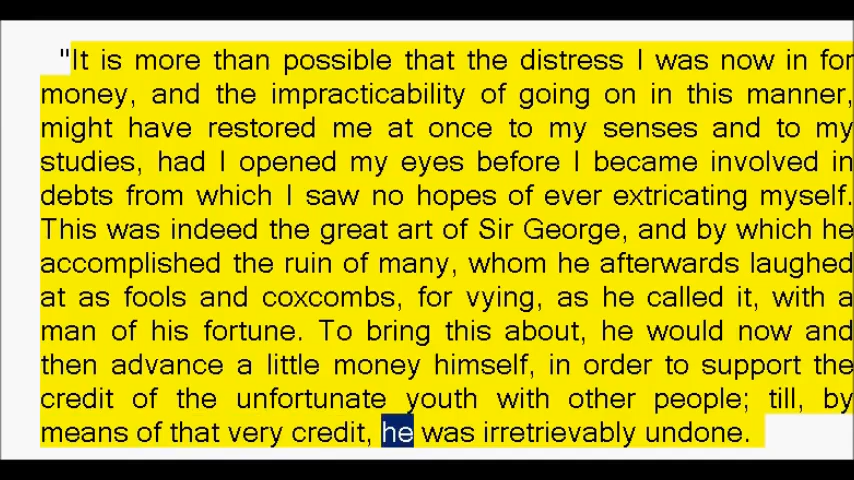 "It is more than possible that the distress I was now in for
money, and the impracticability of going on in this manner,
might have restored me at once to my senses and to my
studies, had I opened my eyes before I became involved in
debts from which I saw no hopes of ever extricating myself.
This was indeed the great art of Sir George, and by which he
accomplished the ruin of many, whom he afterwards laughed
at as fools and coxcombs, for vying, as he called it, with a
man of his fortune. To bring this about, he would now and
then advance a little money himself, in order to support the
credit of the unfortunate youth with other people; till, by
means of that very credit, he was irretrievably undone.